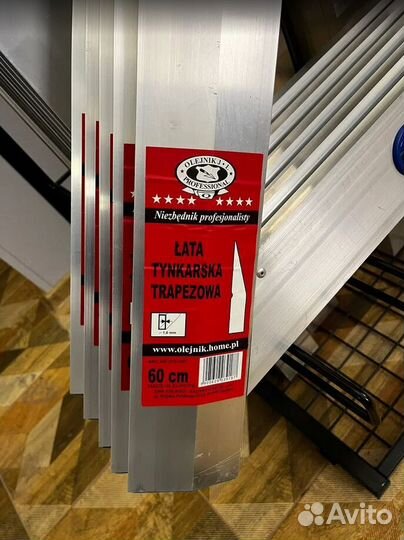 OLEJNIK J.
PROFESSIONAL
Niezbędnik profesjonalisty
ŁATA
TYNKARSKA
TRAPEZOWA
www.olejnik.home.pl
60 cm
Avito